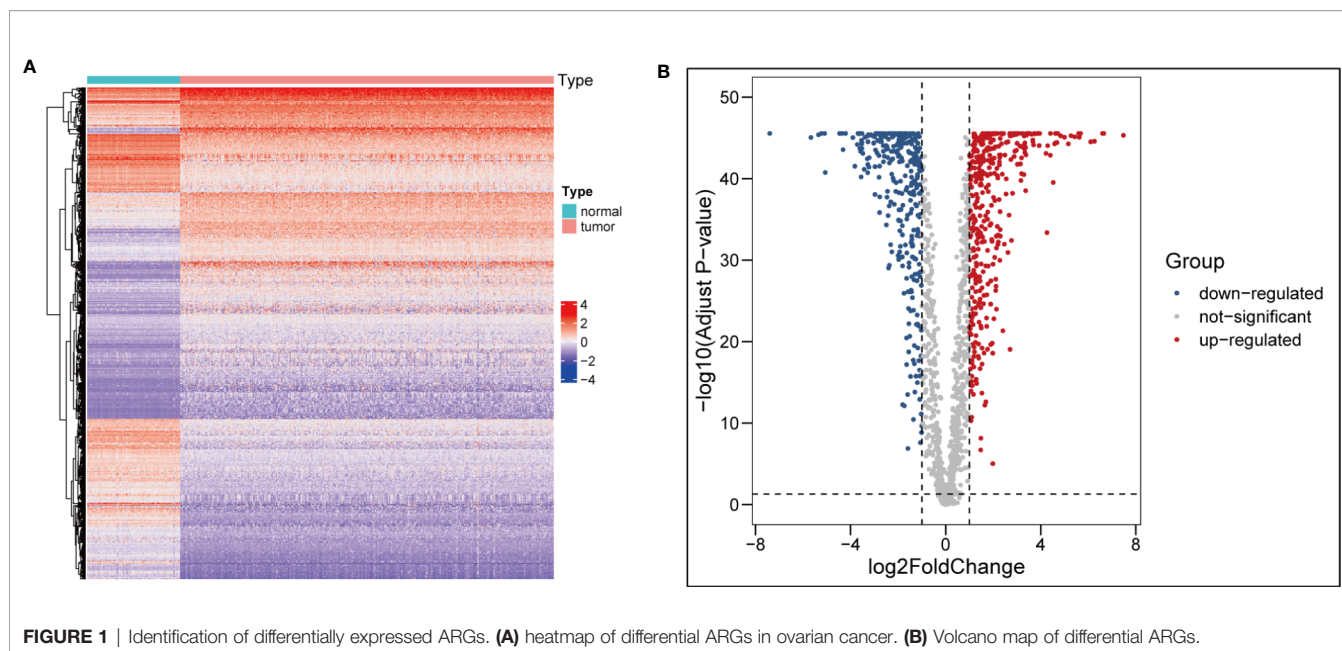 A
Type
Type
normal
tumor
4
2
0
−2
−4
B
−log10(Adjust P−value)
50
40
30
20
10
0
−8
−4
0
4
8
log2FoldChange
Group
down−regulated
not−significant
up−regulated
FIGURE 1 | Identification of differentially expressed ARGs. (A) heatmap of differential ARGs in ovarian cancer. (B) Volcano map of differential ARGs.